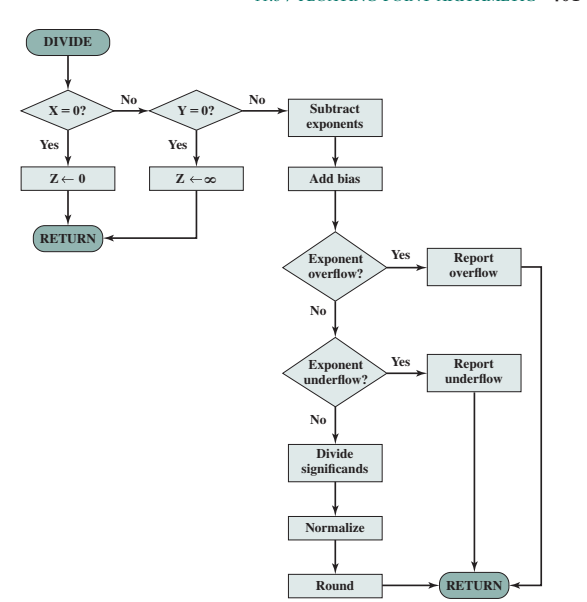 DIVIDE
X = 0?
No
Y = 0?
No
Subtract
exponents
Yes
Yes
Z ← 0
Z ← ∞
Add bias
RETURN
Exponent
overflow?
Yes
Report
overflow
No
Exponent
underflow?
Yes
Report
underflow
No
Divide
significands
Normalize
Round
RETURN